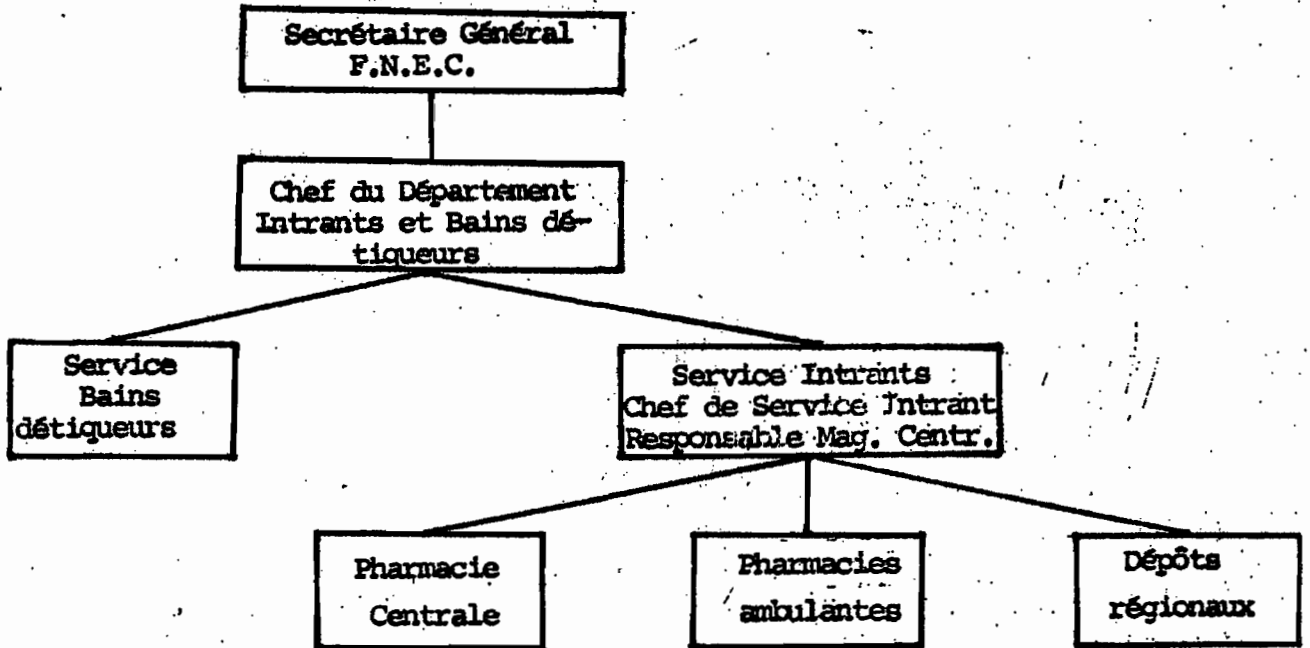 Secrétaire Général
F.N.E.C.
Chef du Département
Intrants et Bains dé-
tiqueurs
Service
Bains
détiqueurs
Service Intrants
Chef de Service Intrant
Responsable Mag. Centr.
Pharmacie
Centrale
Pharmacies
ambulantes
Dépôts
régionaux